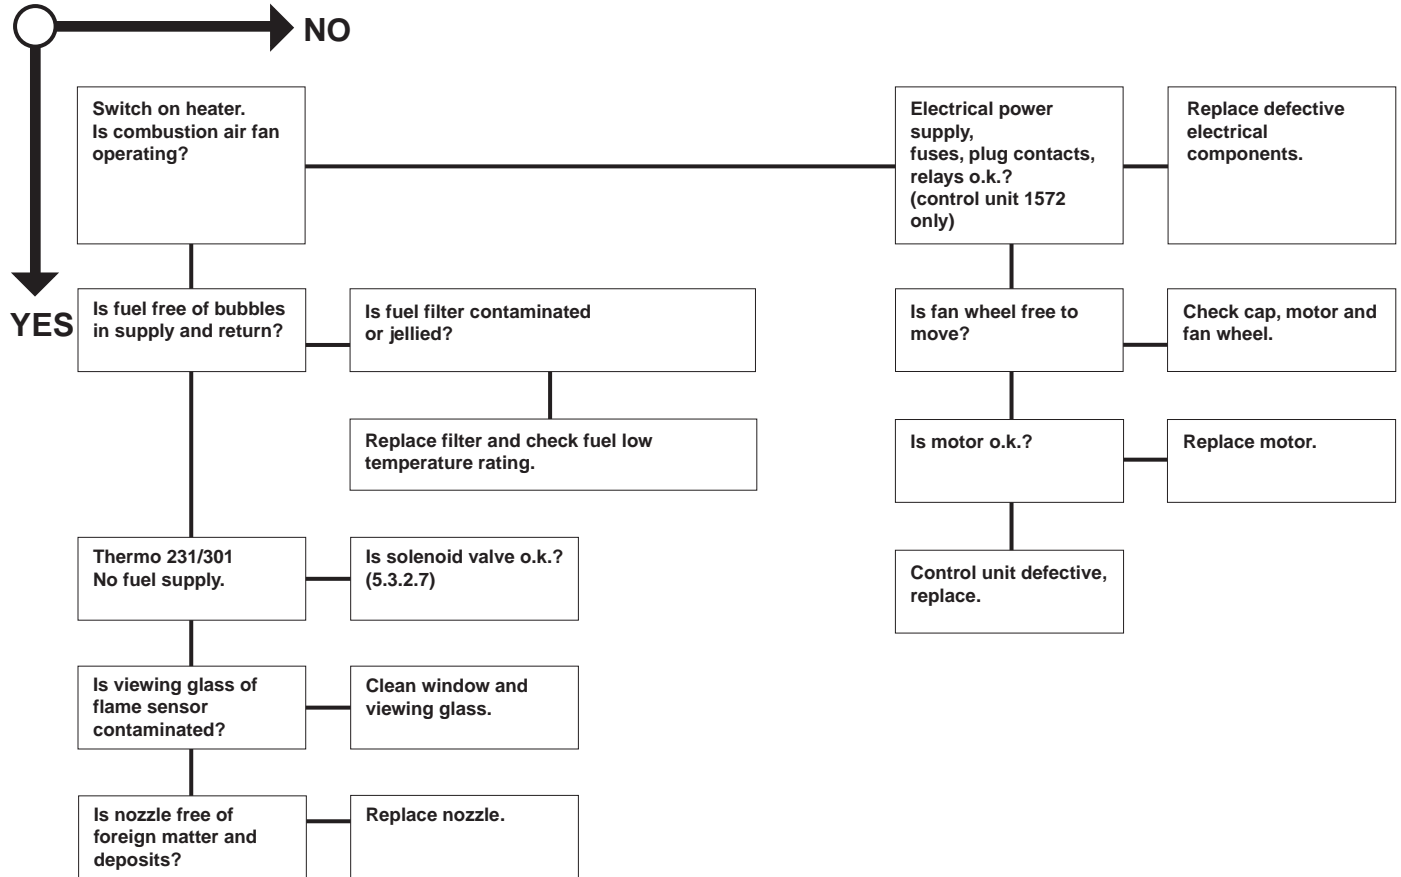 NO
YES
Switch on heater.
Is combustion air fan
operating?
Electrical power
supply,
fuses, plug contacts,
relays o.k.?
(control unit 1572
only)
Replace defective
electrical
components.
Is fuel free of bubbles
in supply and return?
Is fuel filter contaminated
or jellied?
Is fan wheel free to
move?
Check cap, motor and
fan wheel.
Replace filter and check fuel low
temperature rating.
Is motor o.k.?
Replace motor.
Thermo 231/301
No fuel supply.
Is solenoid valve o.k.?
(5.3.2.7)
Control unit defective,
replace.
Is viewing glass of
flame sensor
contaminated?
Clean window and
viewing glass.
Is nozzle free of
foreign matter and
deposits?
Replace nozzle.